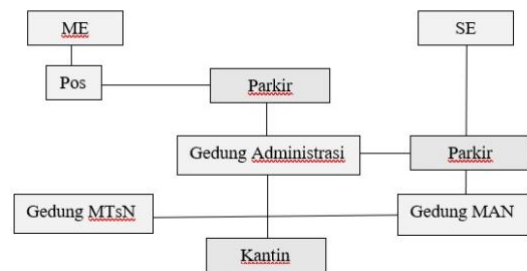 ME
SE
Pos
Parkir
Gedung Administrasi
Parkir
Gedung MTsN
Gedung MAN
Kantin